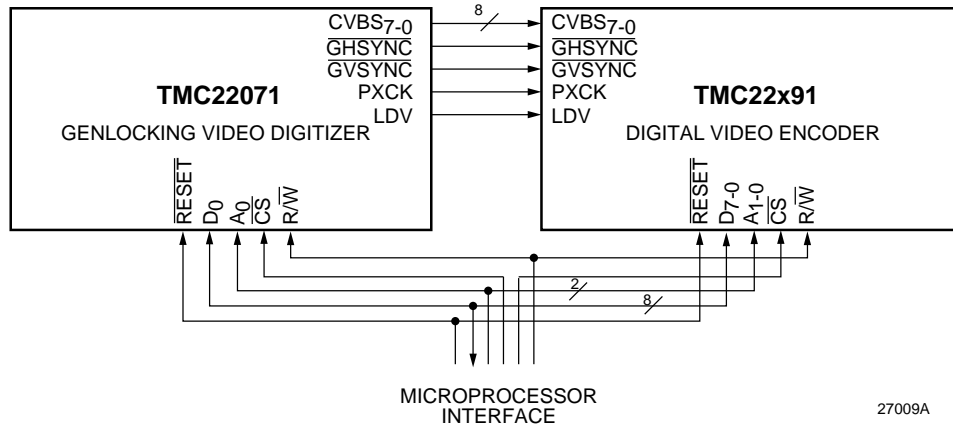 CVBS7-0 8 CVBS7-0
GHSYNC GHSYNC
GVSYNC GVSYNC
TMC22071 PXCK PXCK TMC22x91
LDV LDV
GENLOCKING VIDEO DIGITIZER DIGITAL VIDEO ENCODER
RESET D0 A0 CS R/W RESET D7-0 A1-0 CS R/W
2
8
MICROPROCESSOR
INTERFACE
27009A